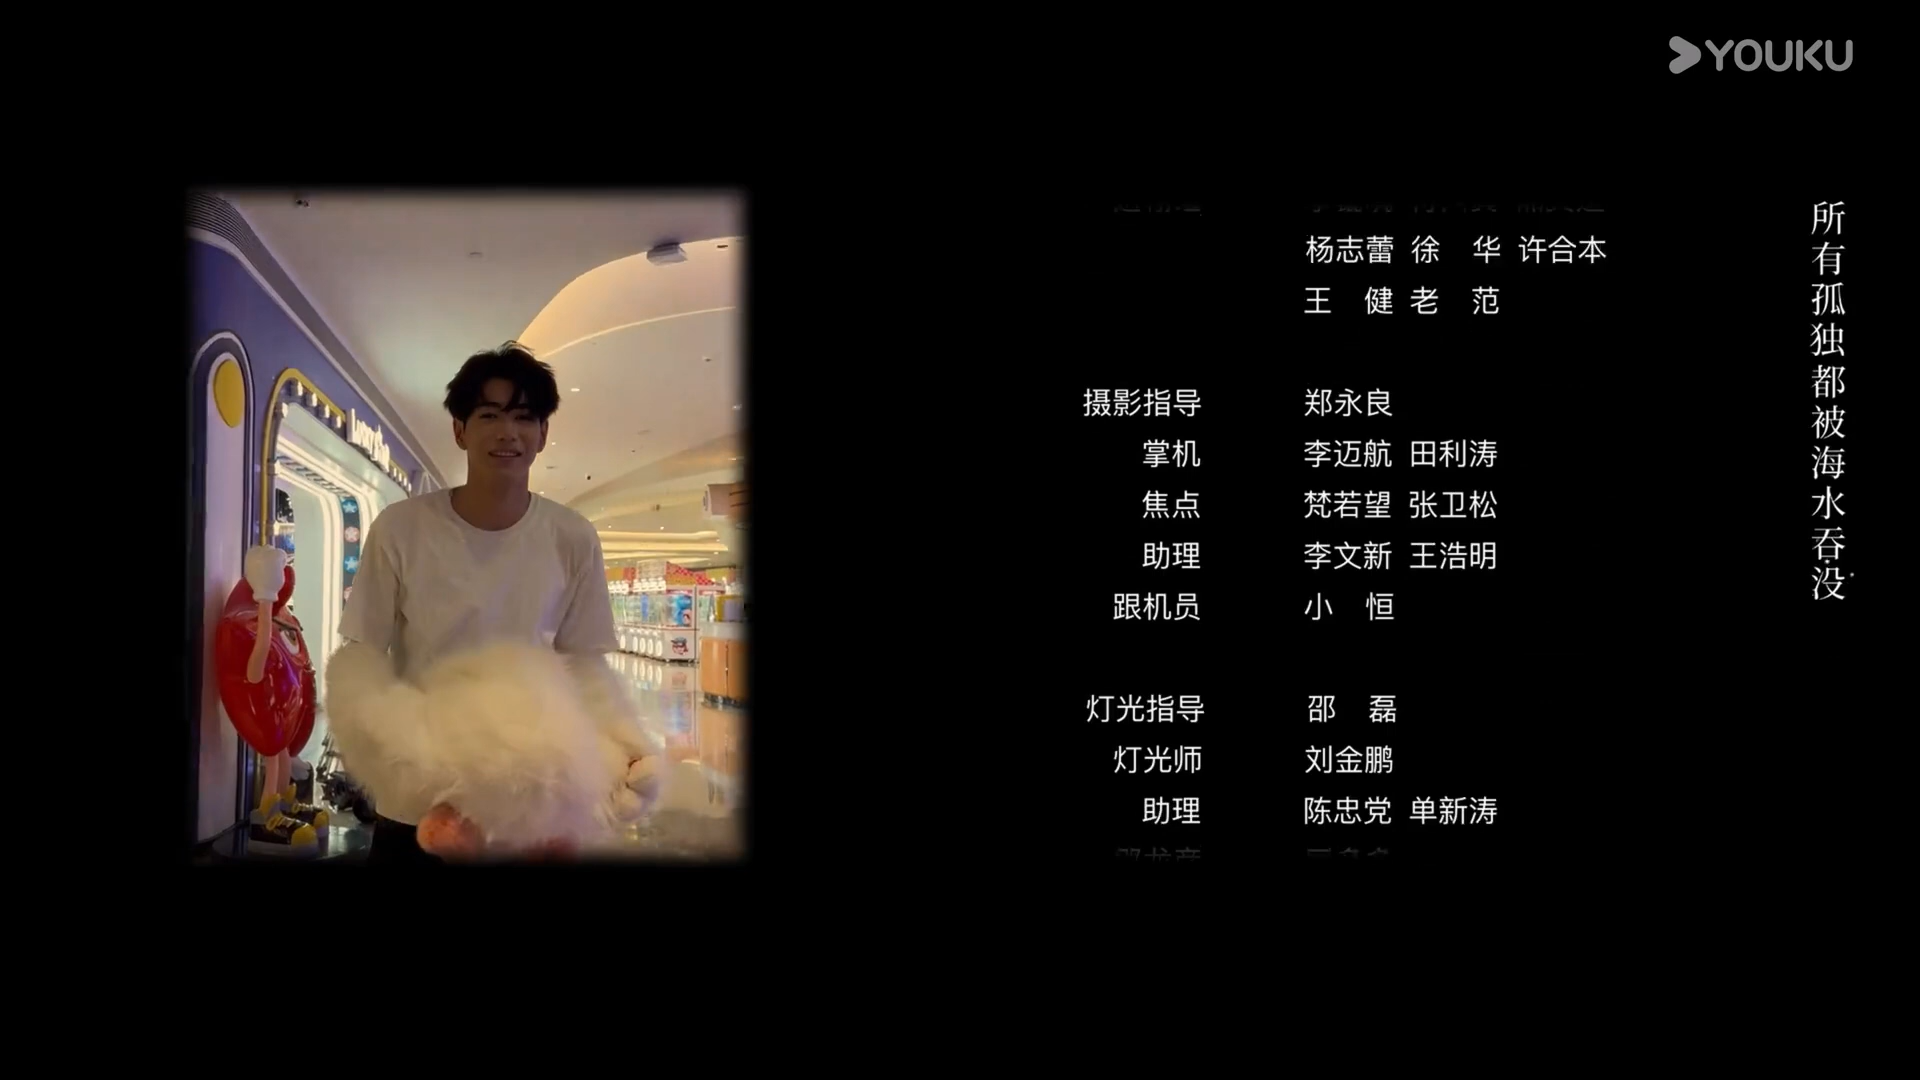 YOUKU
杨志蕾 徐　华 许合本
王　健 老　范
摄影指导 郑永良
掌机 李迈航 田利涛
焦点 梵若望 张卫松
助理 李文新 王浩明
跟机员 小　恒
灯光指导 邵　磊
灯光师 刘金鹏
助理 陈忠党 单新涛
所有孤独都被海水吞没